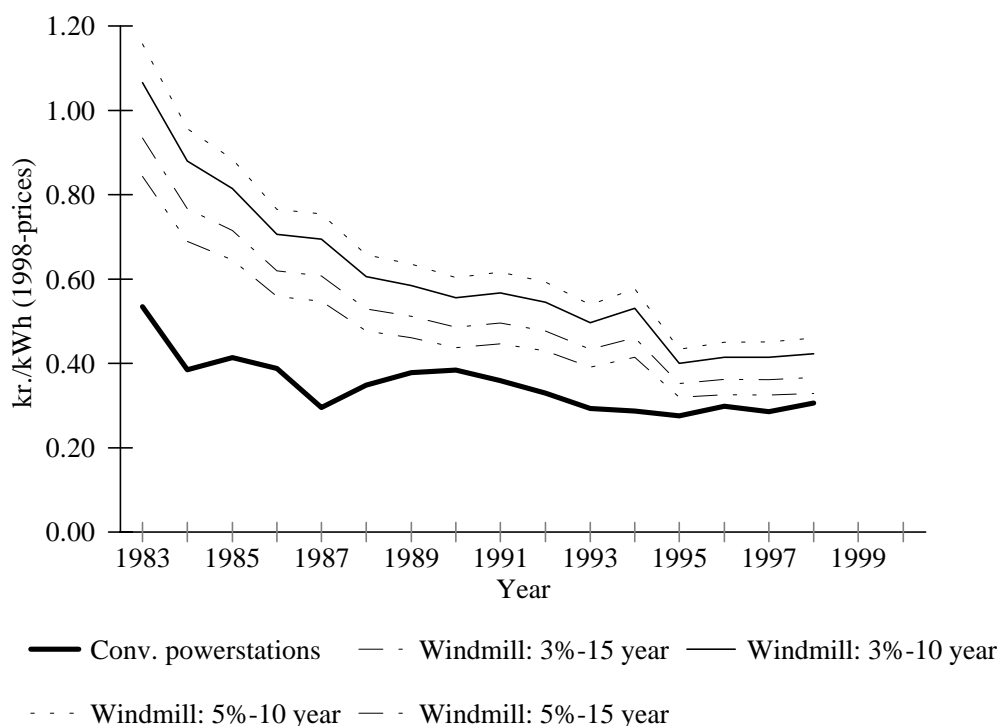 1.20
1.00
0.80
0.60
0.40
0.20
0.00
kr./kWh (1998-prices)
1983 1985 1987 1989 1991 1993 1995 1997 1999
Year
Conv. powerstations Windmill: 3%-15 year Windmill: 3%-10 year
Windmill: 5%-10 year Windmill: 5%-15 year